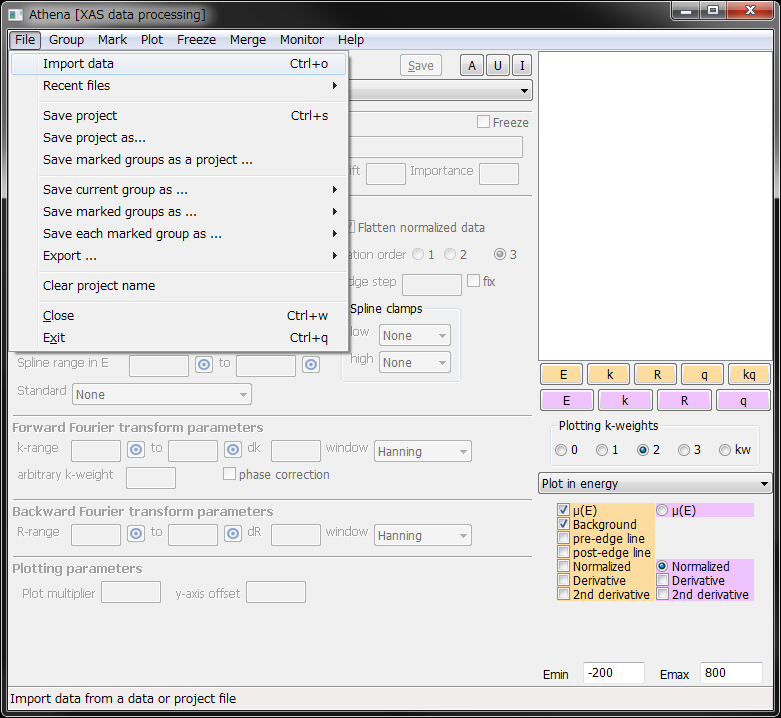 Athena [XAS data processing]
File Group Mark Plot Freeze Merge Monitor Help
Import data Ctrl+o
Recent files
Save project Ctrl+s
Save project as...
Save marked groups as a project ...
Save current group as ...
Save marked groups as ...
Save each marked group as ...
Export ...
Clear project name
Close Ctrl+w
Exit Ctrl+q
Save A U I
Freeze
ift Importance
Flatten normalized data
ation order 1 2 3
dge step fix
Spline clamps
low None
high None
Spline range in E to
Standard None
Forward Fourier transform parameters
k-range to dk window Hanning
arbitrary k-weight phase correction
Backward Fourier transform parameters
R-range to dR window Hanning
Plotting parameters
Plot multiplier y-axis offset
E k R q kq
E k R q
Plotting k-weights
0 1 2 3 kw
Plot in energy
μ(E) μ(E)
Background
pre-edge line
post-edge line
Normalized Normalized
Derivative Derivative
2nd derivative 2nd derivative
Emin -200 Emax 800
Import data from a data or project file